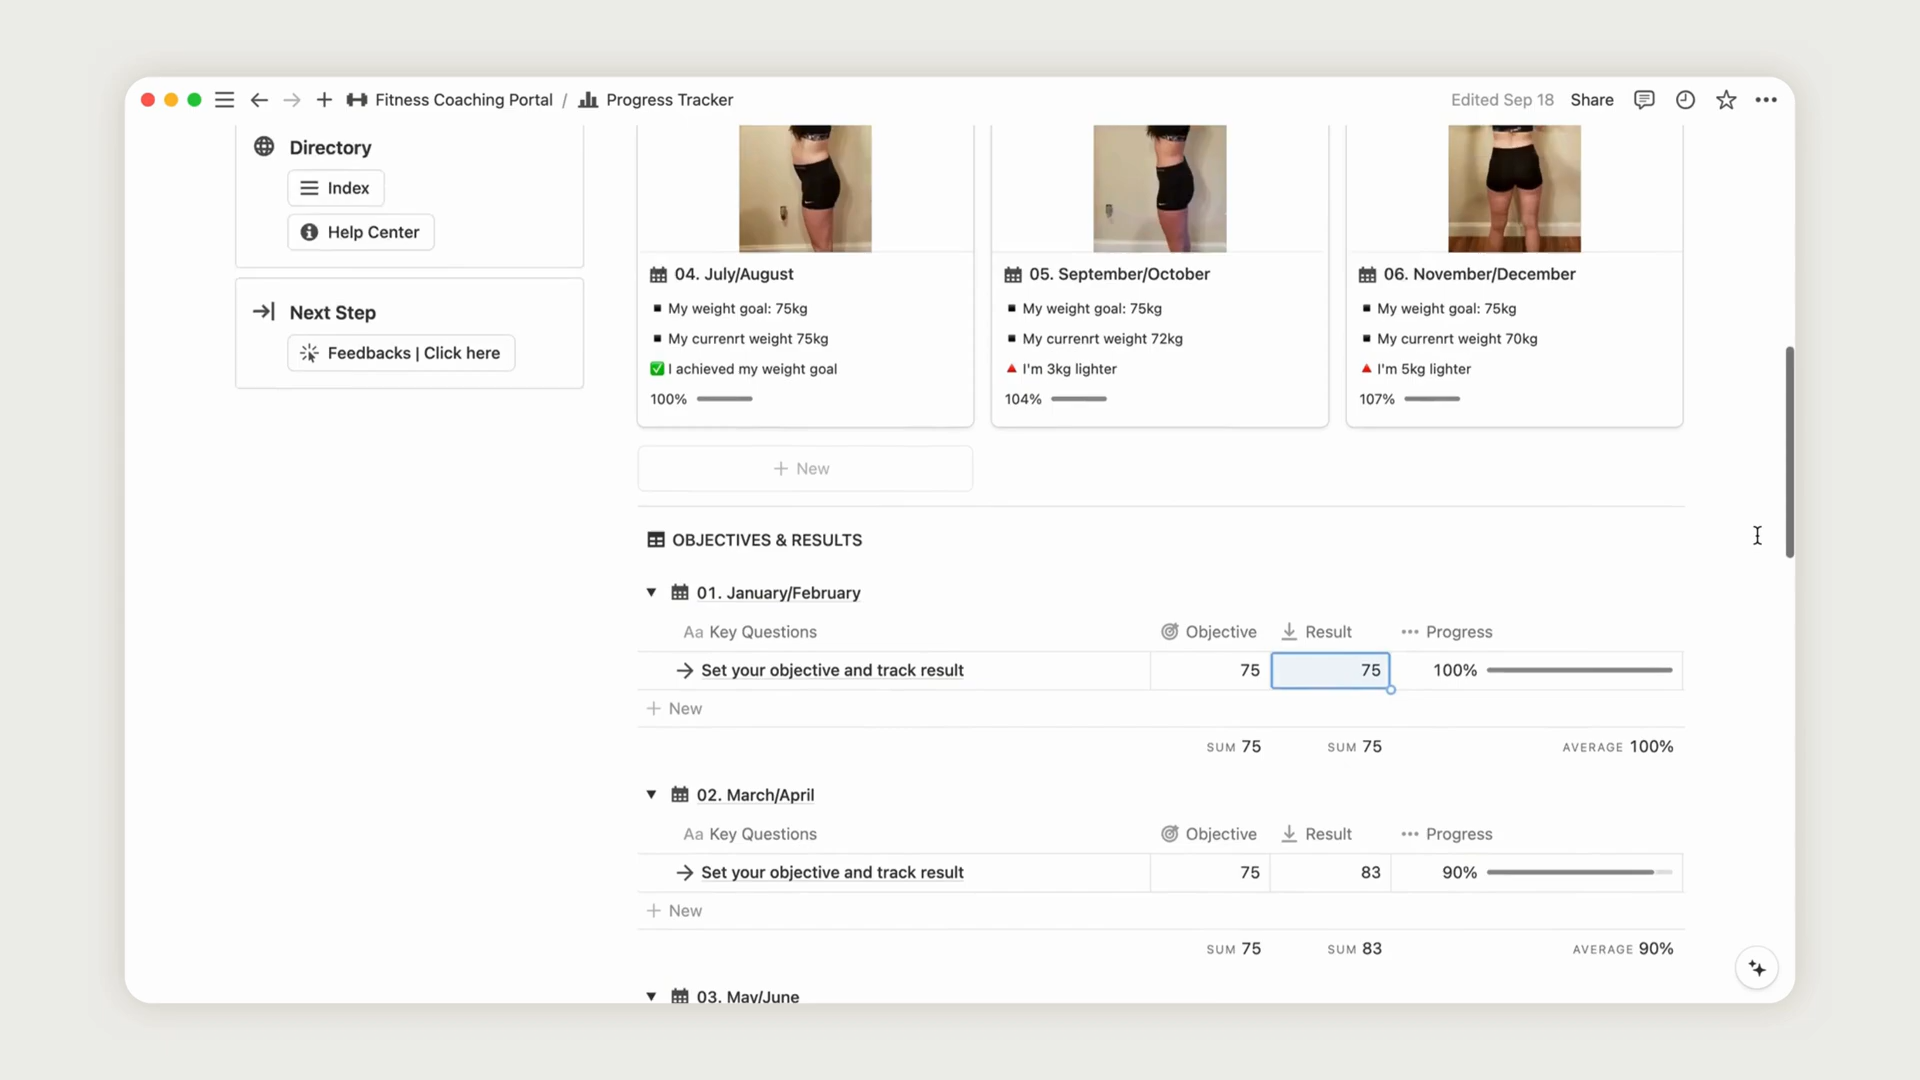 Fitness Coaching Portal / Progress Tracker
Edited Sep 18 Share
Directory
Index
Help Center
Next Step
Feedbacks | Click here
04. July/August
My weight goal: 75kg
My currenrt weight 75kg
I achieved my weight goal
100%
05. September/October
My weight goal: 75kg
My currenrt weight 72kg
I'm 3kg lighter
104%
06. November/December
My weight goal: 75kg
My currenrt weight 70kg
I'm 5kg lighter
107%
+ New
OBJECTIVES & RESULTS
01. January/February
Aa Key Questions Objective Result Progress
Set your objective and track result 75 75 100%
+ New
SUM 75 SUM 75 AVERAGE 100%
02. March/April
Aa Key Questions Objective Result Progress
Set your objective and track result 75 83 90%
+ New
SUM 75 SUM 83 AVERAGE 90%
03. May/June